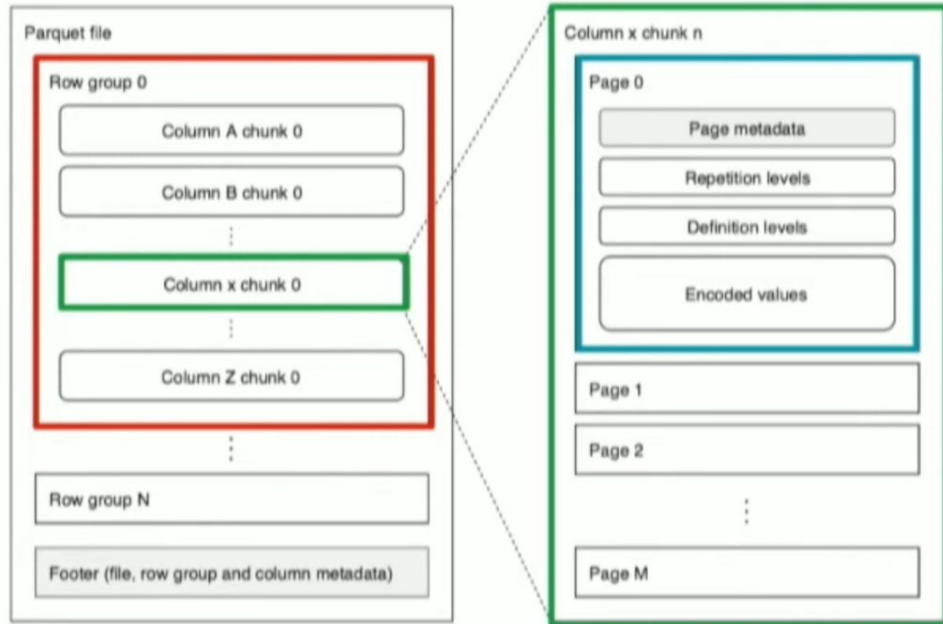 Parquet file
Row group 0
Column A chunk 0
Column B chunk 0
Column x chunk 0
Column Z chunk 0
Row group N
Footer (file, row group and column metadata)
Column x chunk n
Page 0
Page metadata
Repetition levels
Definition levels
Encoded values
Page 1
Page 2
Page M